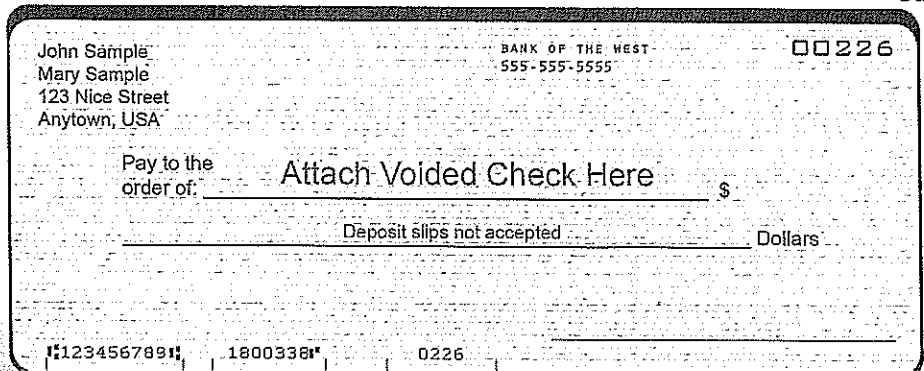 John Sample
Mary Sample
123 Nice Street
Anytown, USA
BANK OF THE WEST
555-555-5555
00226
Pay to the
order of: Attach Voided Check Here $
Deposit slips not accepted Dollars
⑆123456789⑆ 1800338⑈ 0226